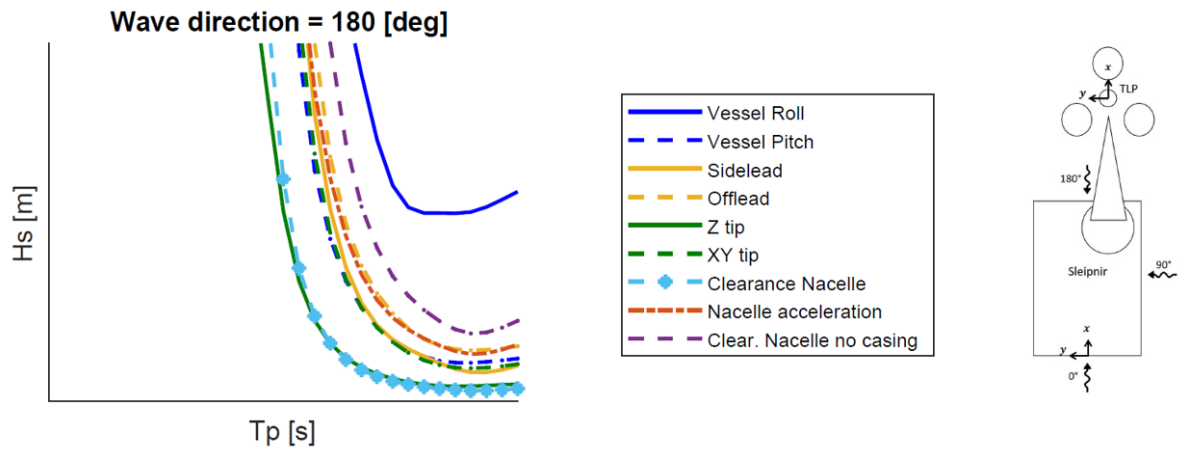 Wave direction = 180 [deg]
Hs [m]
Tp [s]
Vessel Roll
Vessel Pitch
Sidelead
Offlead
Z tip
XY tip
Clearance Nacelle
Nacelle acceleration
Clear. Nacelle no casing
x
y
TLP
180°
Sleipnir
90°
x
y
0°